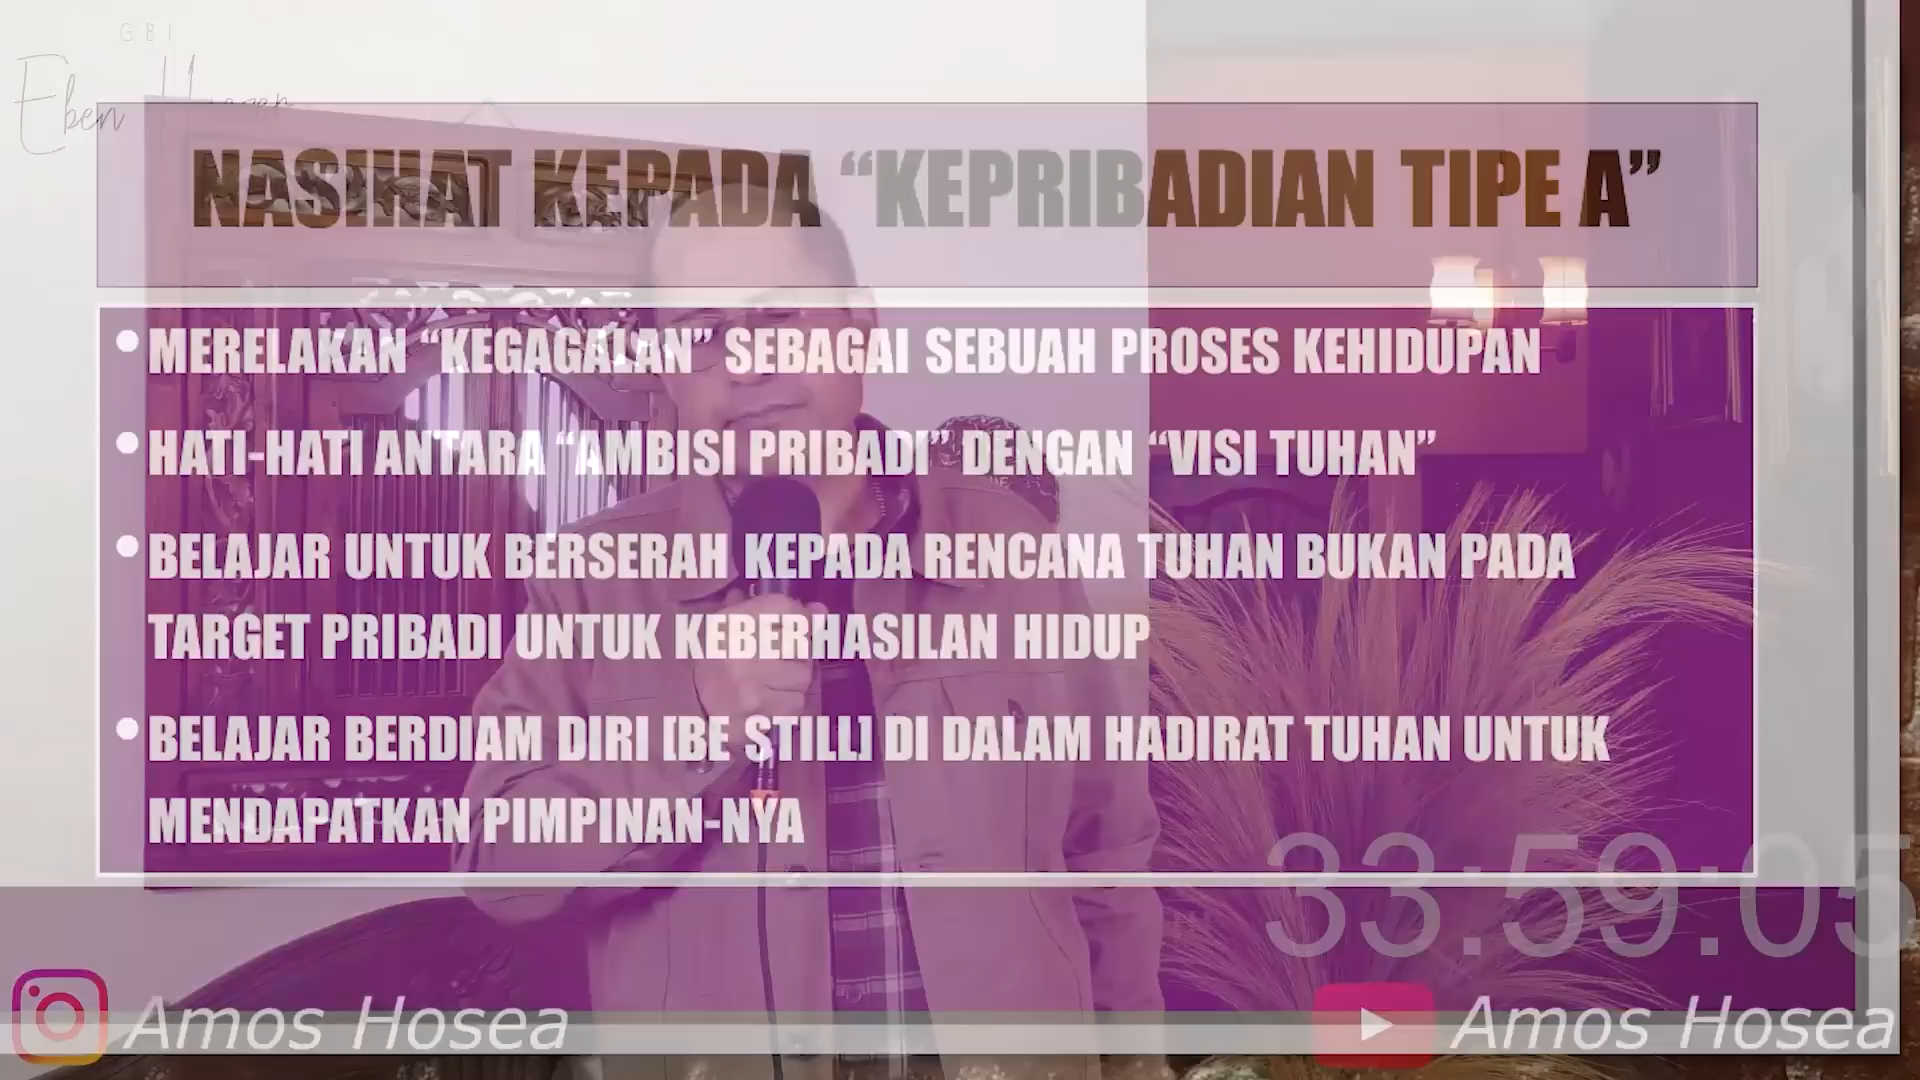 GBI
Eben
NASIHAT KEPADA “KEPRIBADIAN TIPE A”
• MERELAKAN “KEGAGALAN” SEBAGAI SEBUAH PROSES KEHIDUPAN
• HATI-HATI ANTARA “AMBISI PRIBADI” DENGAN “VISI TUHAN”
• BELAJAR UNTUK BERSERAH KEPADA RENCANA TUHAN BUKAN PADA
TARGET PRIBADI UNTUK KEBERHASILAN HIDUP
• BELAJAR BERDIAM DIRI [BE STILL] DI DALAM HADIRAT TUHAN UNTUK
MENDAPATKAN PIMPINAN-NYA
33:59:05
Amos Hosea
Amos Hosea